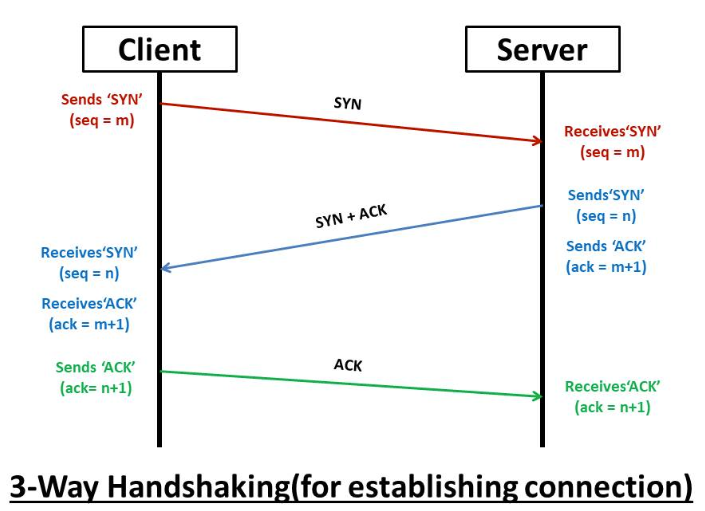 Client
Server
Sends ‘SYN’
(seq = m)
SYN
Receives‘SYN’
(seq = m)
Sends‘SYN’
(seq = n)
SYN + ACK
Sends ‘ACK’
(ack = m+1)
Receives‘SYN’
(seq = n)
Receives‘ACK’
(ack = m+1)
Sends ‘ACK’
(ack= n+1)
ACK
Receives‘ACK’
(ack = n+1)
3-Way Handshaking(for establishing connection)